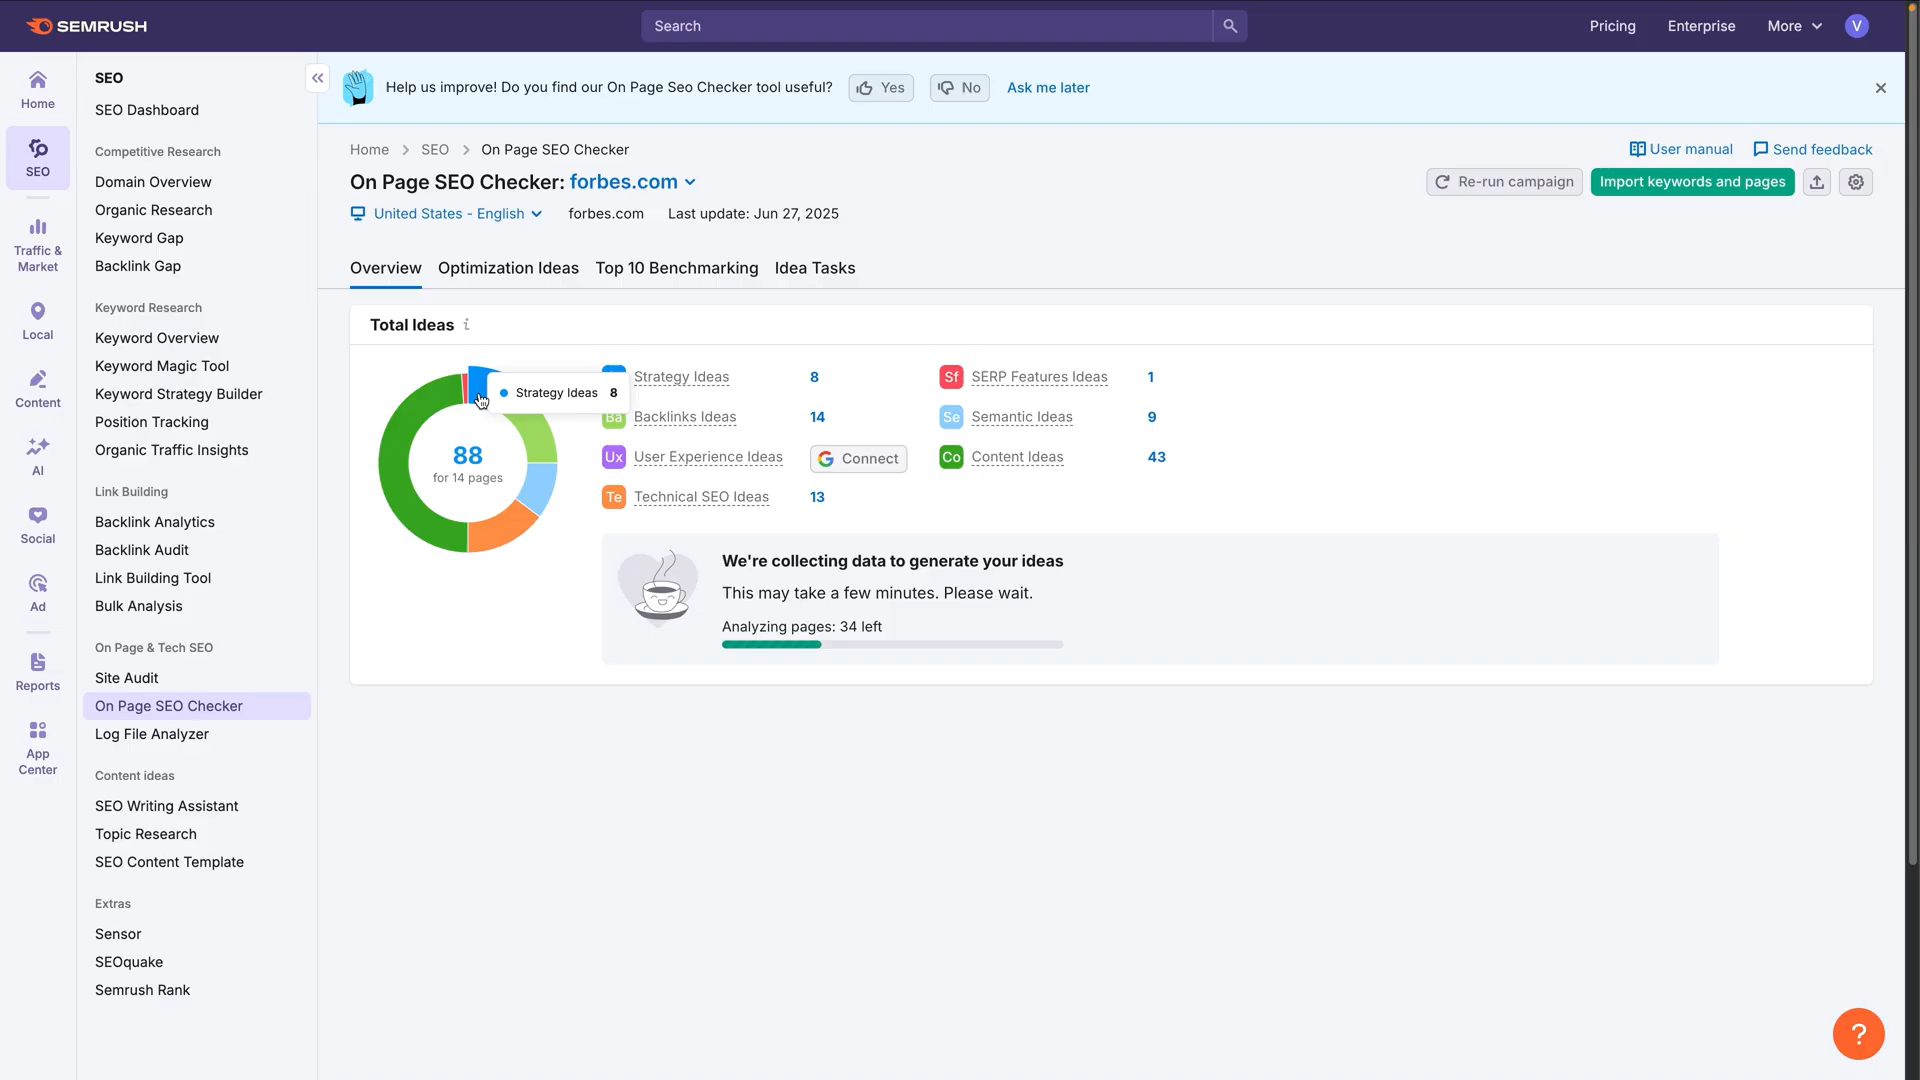 SEMRUSH
Search
Pricing
Enterprise
More
V
Home
SEO
Traffic &
Market
Local
Content
AI
Social
Ad
Reports
App
Center
SEO
SEO Dashboard
Competitive Research
Domain Overview
Organic Research
Keyword Gap
Backlink Gap
Keyword Research
Keyword Overview
Keyword Magic Tool
Keyword Strategy Builder
Position Tracking
Organic Traffic Insights
Link Building
Backlink Analytics
Backlink Audit
Link Building Tool
Bulk Analysis
On Page & Tech SEO
Site Audit
On Page SEO Checker
Log File Analyzer
Content ideas
SEO Writing Assistant
Topic Research
SEO Content Template
Extras
Sensor
SEOquake
Semrush Rank
Help us improve! Do you find our On Page Seo Checker tool useful?
Yes
No
Ask me later
Home > SEO > On Page SEO Checker
User manual
Send feedback
On Page SEO Checker: forbes.com
Re-run campaign
Import keywords and pages
United States - English
forbes.com
Last update: Jun 27, 2025
Overview
Optimization Ideas
Top 10 Benchmarking
Idea Tasks
Total Ideas i
88
for 14 pages
Strategy Ideas 8
Strategy Ideas 8
Ba Backlinks Ideas 14
Ux User Experience Ideas
Connect
Te Technical SEO Ideas 13
Sf SERP Features Ideas 1
Se Semantic Ideas 9
Co Content Ideas 43
We're collecting data to generate your ideas
This may take a few minutes. Please wait.
Analyzing pages: 34 left
?